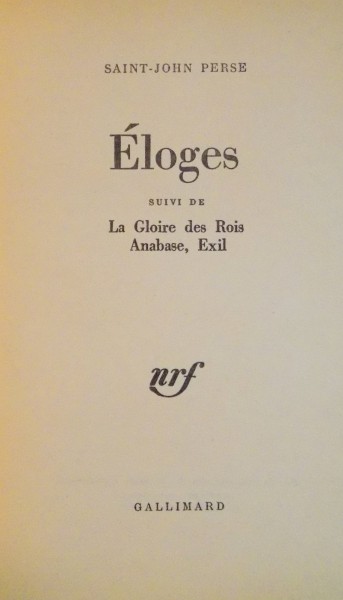 SAINT-JOHN PERSE
Éloges
SUIVI DE
La Gloire des Rois
Anabase, Exil
nrf
GALLIMARD